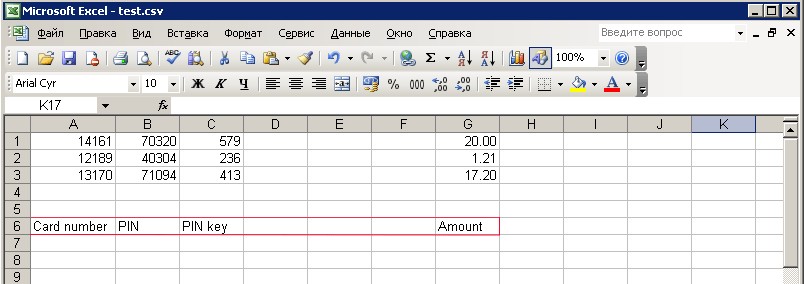 Microsoft Excel - test.csv
Файл Правка Вид Вставка Формат Сервис Данные Окно Справка Введите вопрос
100%
Arial Cyr 10 Ж К Ч % 000
K17 fx
A B C D E F G H I J K
1 14161 70320 579 20.00
2 12189 40304 236 1.21
3 13170 71094 413 17.20
4
5
6 Card number PIN PIN key Amount
7
8
9